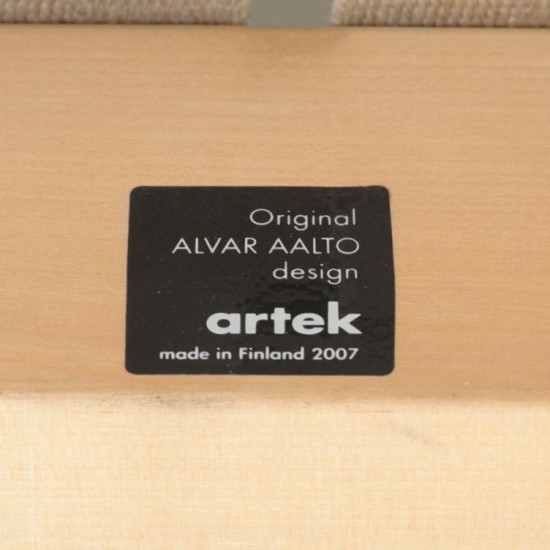 Original
ALVAR AALTO
design
artek
made in Finland 2007